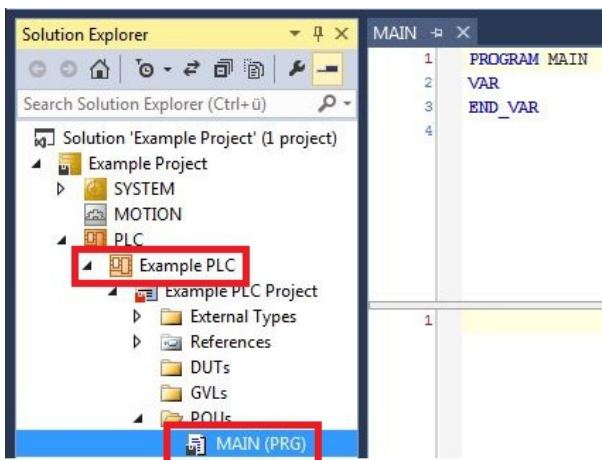 Solution Explorer
Search Solution Explorer (Ctrl+ü)
Solution 'Example Project' (1 project)
Example Project
SYSTEM
MOTION
PLC
Example PLC
Example PLC Project
External Types
References
DUTs
GVLs
POUs
MAIN (PRG)
MAIN
1 PROGRAM MAIN
2 VAR
3 END_VAR
4
1